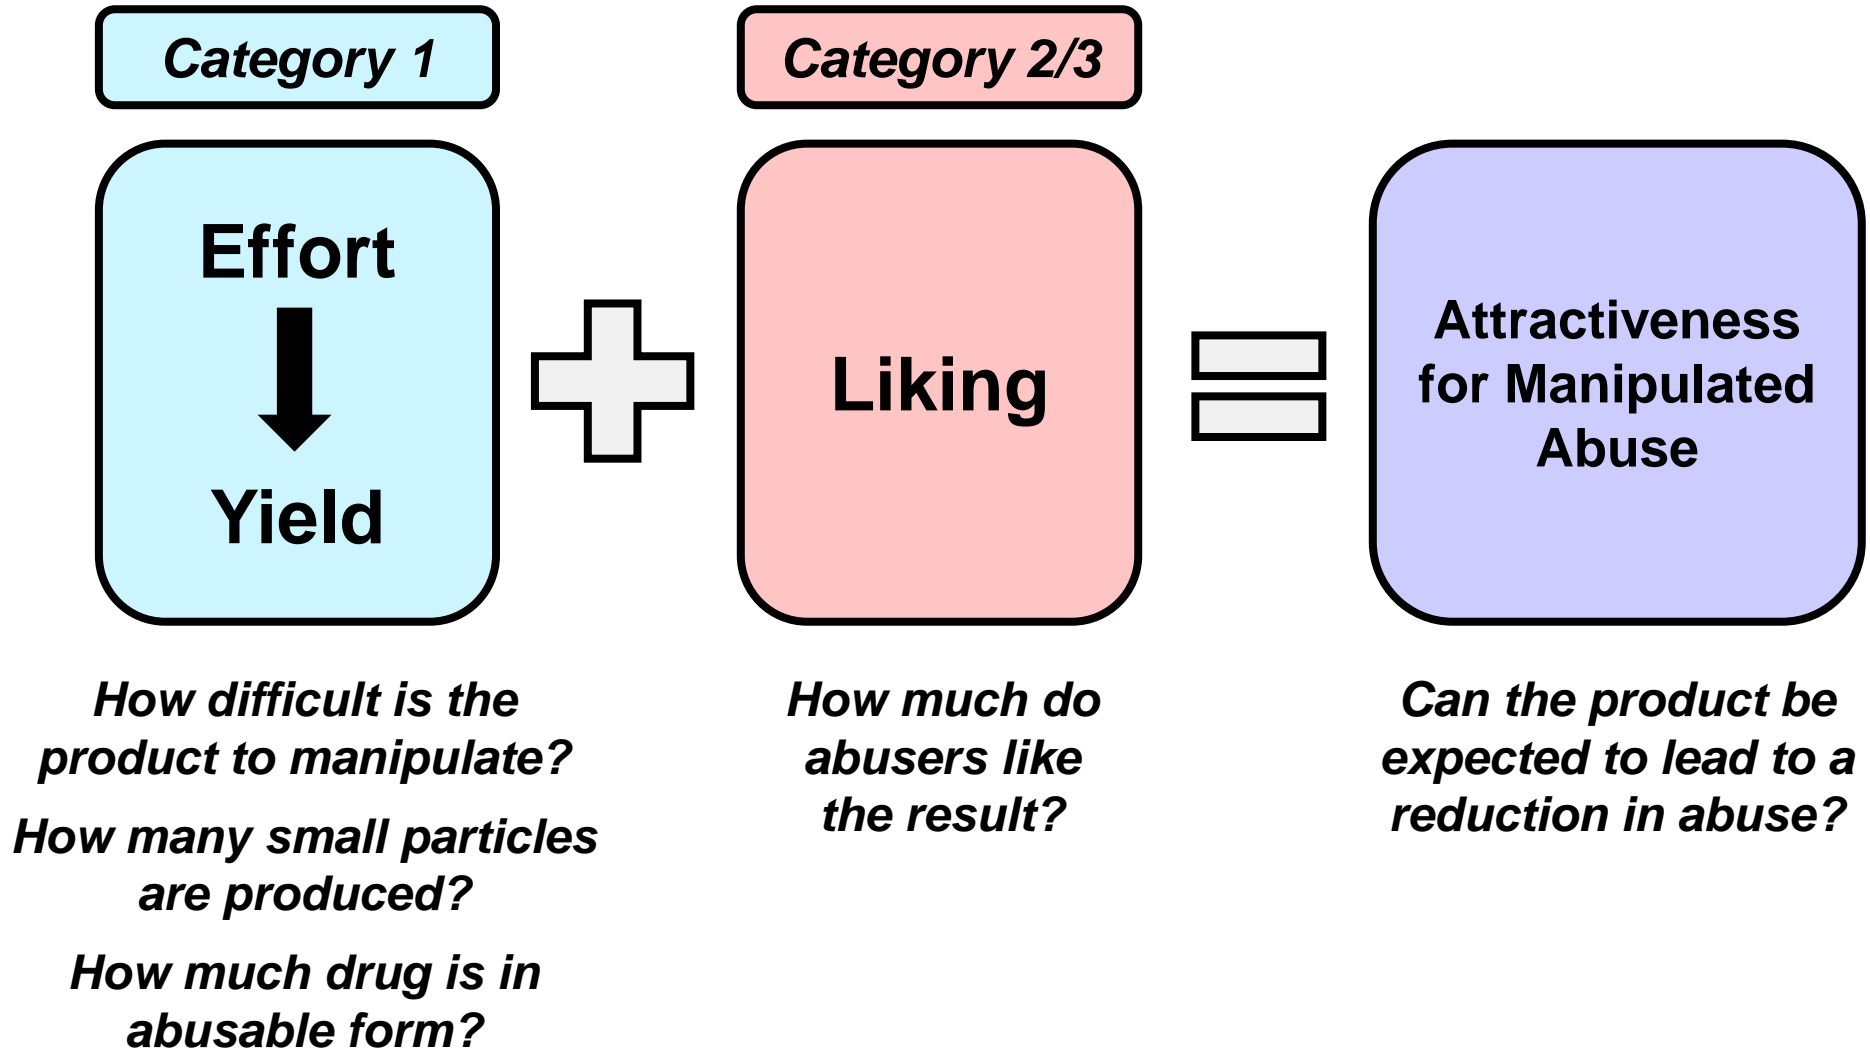 Category 1
Category 2/3
Effort
Yield
Liking
Attractiveness
for Manipulated
Abuse
How difficult is the
product to manipulate?
How many small particles
are produced?
How much drug is in
abusable form?
How much do
abusers like
the result?
Can the product be
expected to lead to a
reduction in abuse?